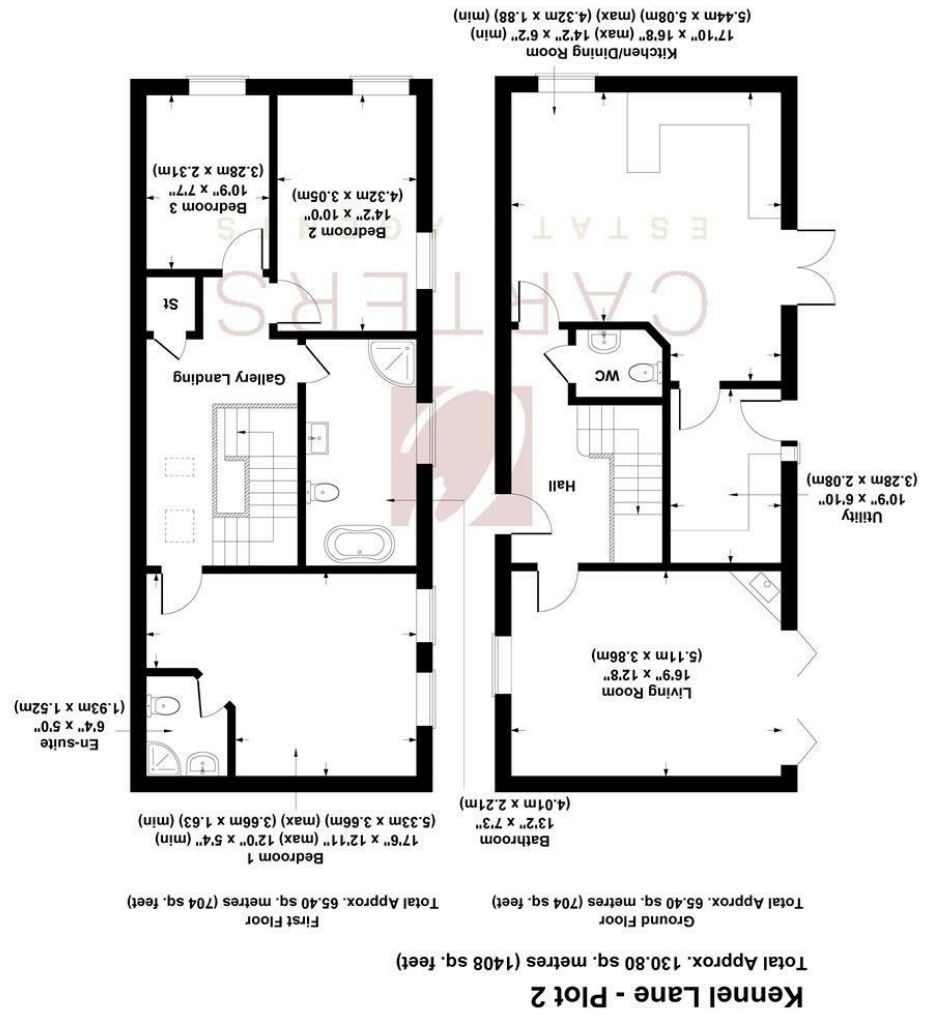 Kennel Lane - Plot 2
Total Approx. 130.80 sq. metres (1408 sq. feet)
Ground Floor
Total Approx. 65.40 sq. metres (704 sq. feet)
First Floor
Total Approx. 65.40 sq. metres (704 sq. feet)
Bathroom
13'2" x 7'3"
(4.01m x 2.21m)
Bedroom 1
17'6" x 12'11" (max) 12'0" x 5'4" (min)
(5.33m x 3.66m) (max) (3.66m x 1.63) (min)
Living Room
16'9" x 12'8"
(5.11m x 3.86m)
En-suite
6'4" x 5'0"
(1.93m x 1.52m)
Utility
10'9" x 6'10"
(3.28m x 2.08m)
Hall
WC
Gallery Landing
St
CARTERS
Bedroom 2
14'2" x 10'0"
(4.32m x 3.05m)
Bedroom 3
10'9" x 7'7"
(3.28m x 2.31m)
Kitchen/Dining Room
17'10" x 16'8" (max) 14'2" x 6'2" (min)
(5.44m x 5.08m) (max) (4.32m x 1.88) (min)